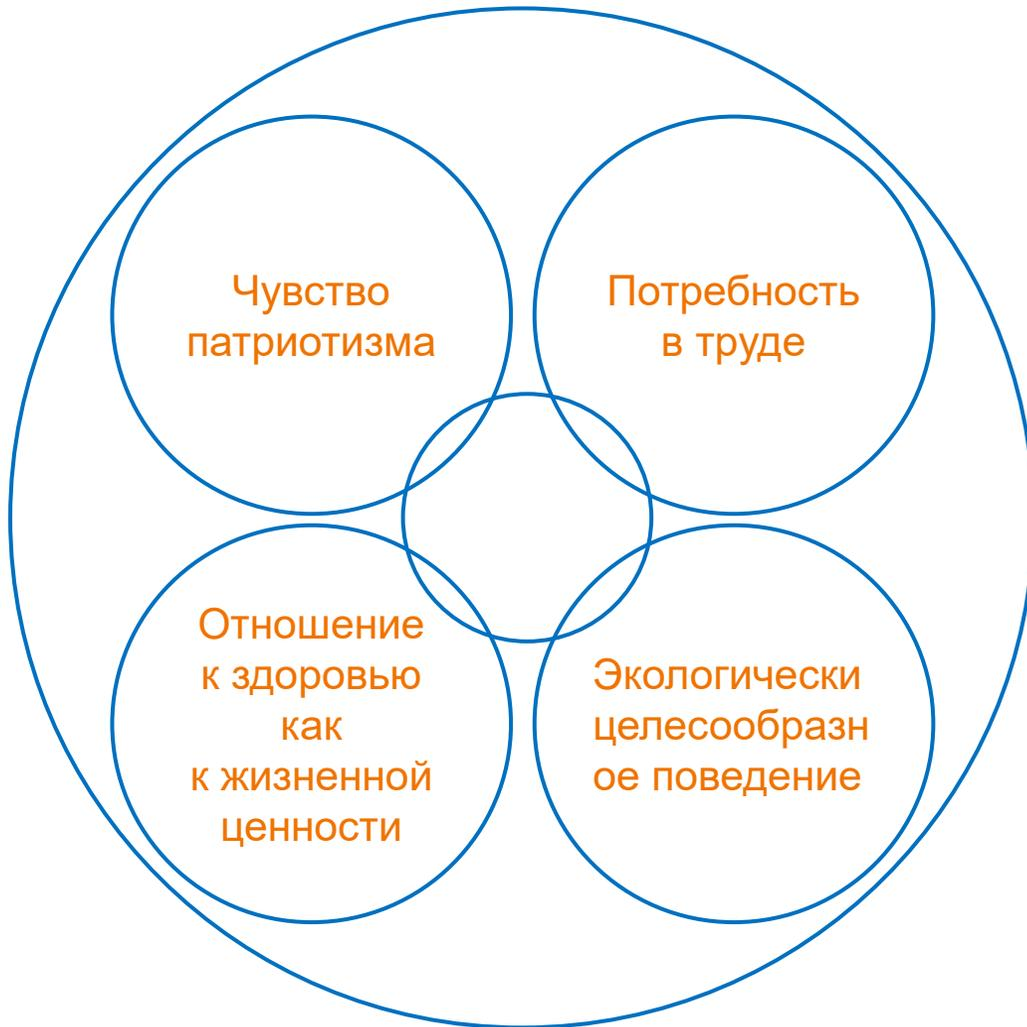 Чувство
патриотизма
Потребность
в труде
Отношение
к здоровью
как
к жизненной
ценности
Экологически
целесообразн
ое поведение